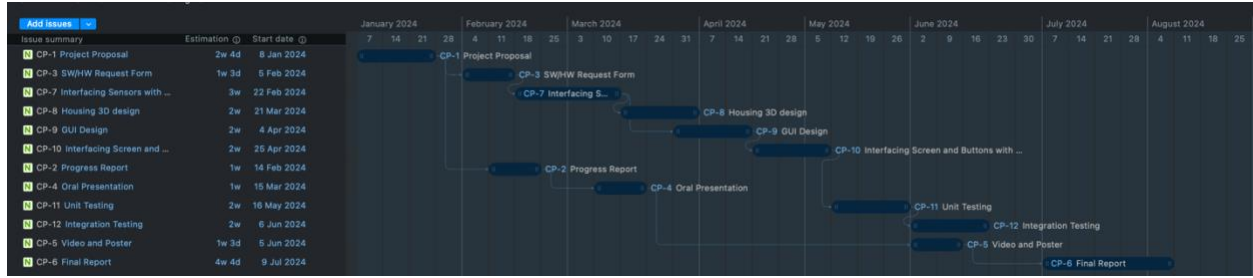 Add issues
January 2024 February 2024 March 2024 April 2024 May 2024 June 2024 July 2024 August 2024
Issue summary Estimation Start date 7 14 21 28 4 11 18 25 3 10 17 24 31 7 14 21 28 5 12 19 26 2 9 16 23 30 7 14 21 28 4 11 18 25
N CP-1 Project Proposal 2w 4d 8 Jan 2024 CP-1 Project Proposal
N CP-3 SW/HW Request Form 1w 3d 5 Feb 2024 CP-3 SW/HW Request Form
N CP-7 Interfacing Sensors with ... 3w 22 Feb 2024 CP-7 Interfacing S...
N CP-8 Housing 3D design 2w 21 Mar 2024 CP-8 Housing 3D design
N CP-9 GUI Design 2w 4 Apr 2024 CP-9 GUI Design
N CP-10 Interfacing Screen and ... 2w 25 Apr 2024 CP-10 Interfacing Screen and Buttons with ...
N CP-2 Progress Report 1w 14 Feb 2024 CP-2 Progress Report
N CP-4 Oral Presentation 1w 15 Mar 2024 CP-4 Oral Presentation
N CP-11 Unit Testing 2w 16 May 2024 CP-11 Unit Testing
N CP-12 Integration Testing 2w 6 Jun 2024 CP-12 Integration Testing
N CP-5 Video and Poster 1w 3d 5 Jun 2024 CP-5 Video and Poster
N CP-6 Final Report 4w 4d 9 Jul 2024 CP-6 Final Report